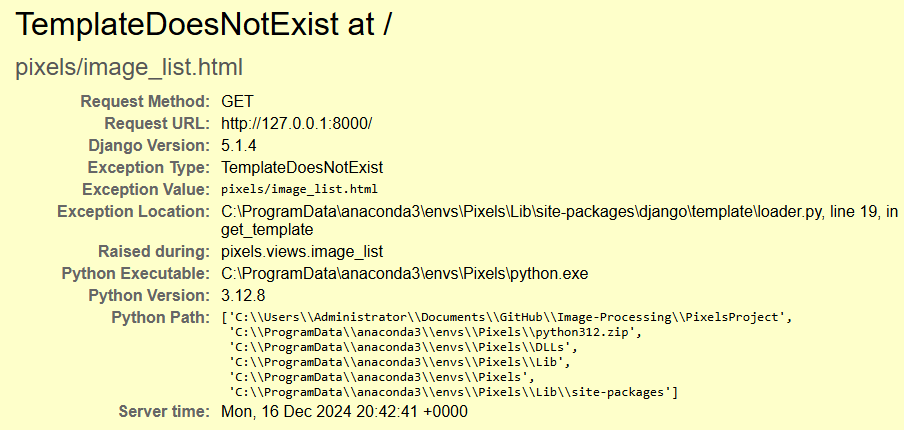 TemplateDoesNotExist at /
pixels/image_list.html
Request Method: GET
Request URL: http://127.0.0.1:8000/
Django Version: 5.1.4
Exception Type: TemplateDoesNotExist
Exception Value: pixels/image_list.html
Exception Location: C:\ProgramData\anaconda3\envs\Pixels\Lib\site-packages\django\template\loader.py, line 19, in
get_template
Raised during: pixels.views.image_list
Python Executable: C:\ProgramData\anaconda3\envs\Pixels\python.exe
Python Version: 3.12.8
Python Path: ['C:\\Users\\Administrator\\Documents\\GitHub\\Image-Processing\\PixelsProject',
'C:\\ProgramData\\anaconda3\\envs\\Pixels\\python312.zip',
'C:\\ProgramData\\anaconda3\\envs\\Pixels\\DLLs',
'C:\\ProgramData\\anaconda3\\envs\\Pixels\\Lib',
'C:\\ProgramData\\anaconda3\\envs\\Pixels',
'C:\\ProgramData\\anaconda3\\envs\\Pixels\\Lib\\site-packages']
Server time: Mon, 16 Dec 2024 20:42:41 +0000